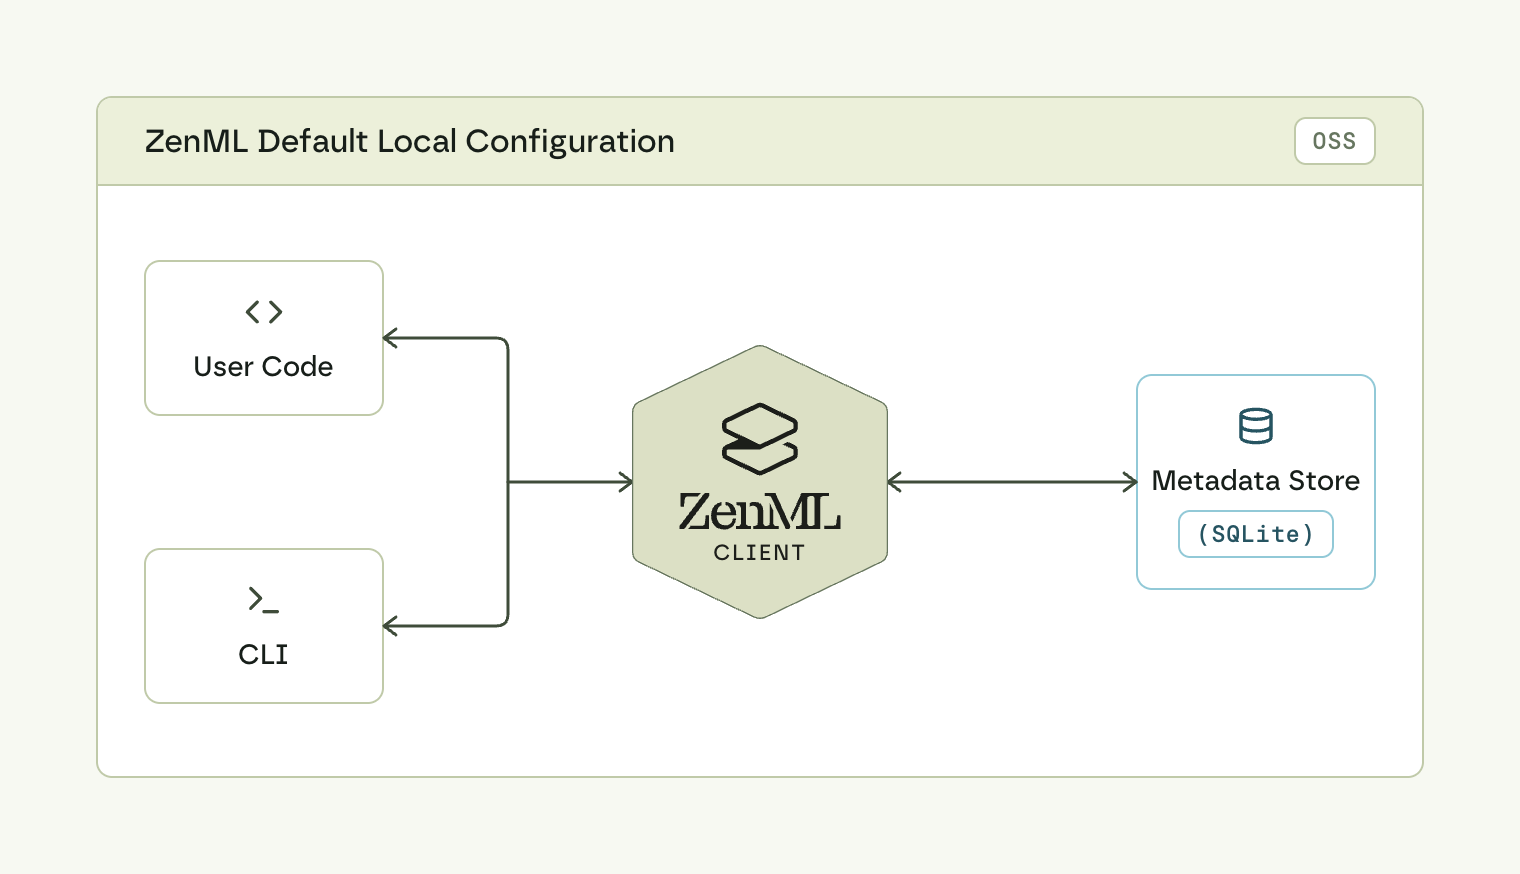 ZenML Default Local Configuration
OSS
User Code
CLI
ZenML
CLIENT
Metadata Store
(SQLite)